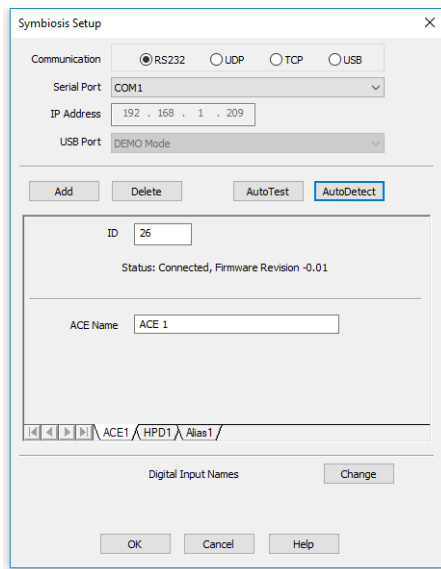 Symbiosis Setup
Communication RS232 UDP TCP USB
Serial Port COM1
IP Address 192 . 168 . 1 . 209
USB Port DEMO Mode
Add Delete AutoTest AutoDetect
ID 26
Status: Connected, Firmware Revision -0.01
ACE Name ACE 1
ACE1 HPD1 Alias1
Digital Input Names Change
OK Cancel Help